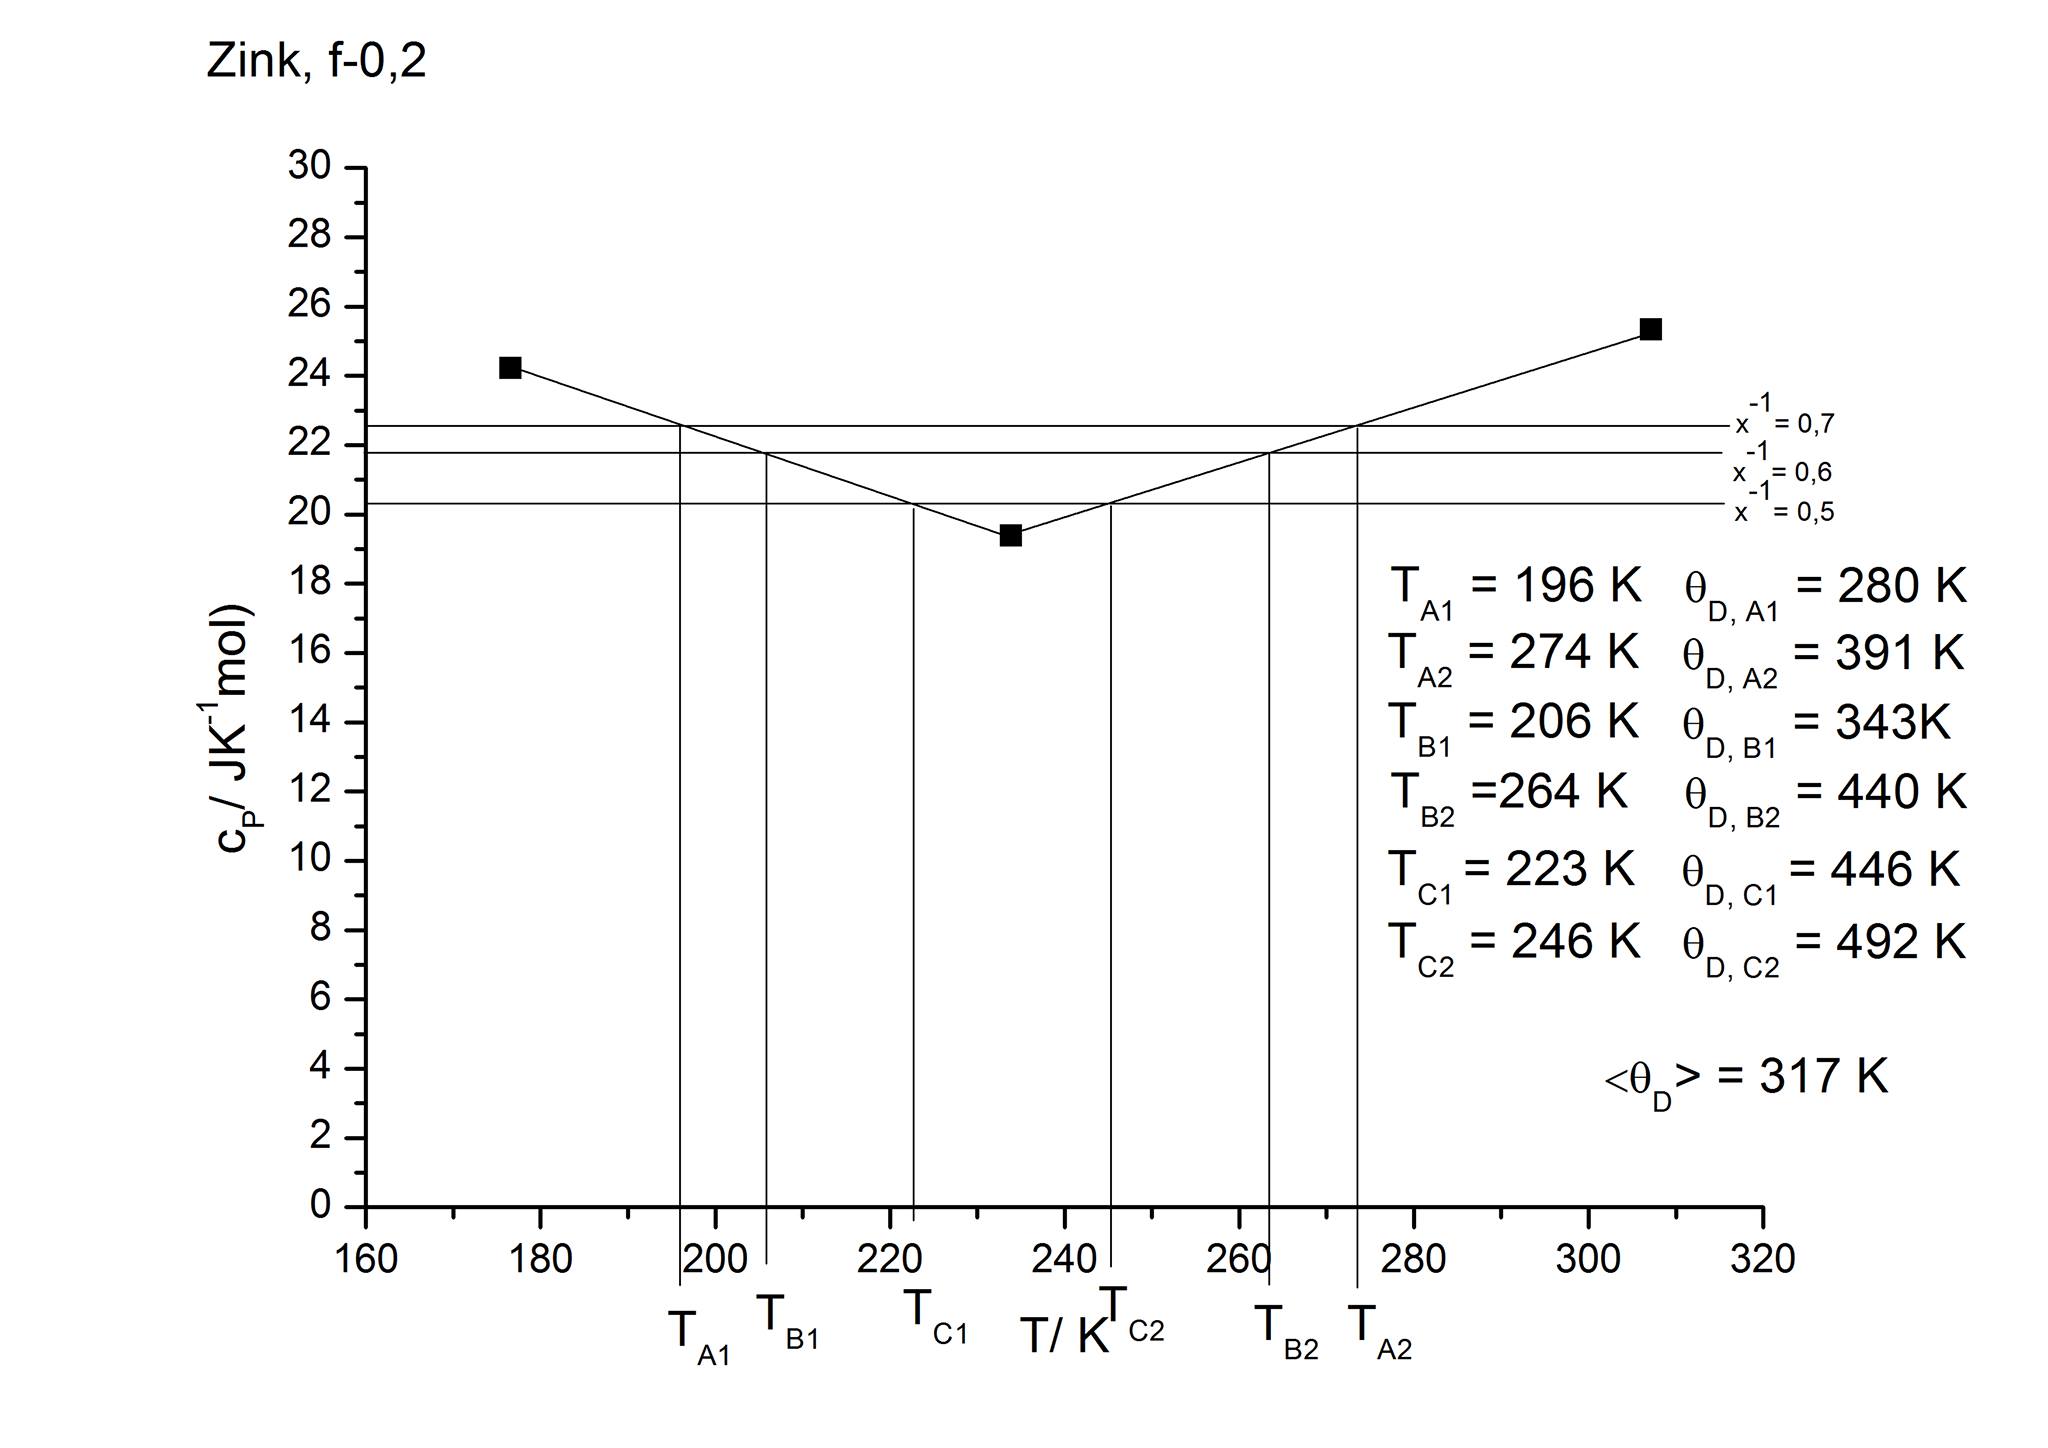 Zink, f-0,2
30
28
26
24
22
20
18
16
14
12
10
8
6
4
2
0
c_P/ JK^-1mol)
x^-1 = 0,7
x^-1 = 0,6
x^-1 = 0,5
T_A1 = 196 K θ_D, A1 = 280 K
T_A2 = 274 K θ_D, A2 = 391 K
T_B1 = 206 K θ_D, B1 = 343K
T_B2 =264 K θ_D, B2 = 440 K
T_C1 = 223 K θ_D, C1 = 446 K
T_C2 = 246 K θ_D, C2 = 492 K
<θ_D> = 317 K
160 180 200 220 240 260 280 300 320
T_A1 T_B1 T_C1 T/ K T_C2 T_B2 T_A2